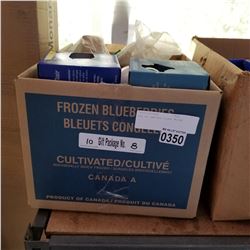 FROZEN BLUEBERRIES
BLEUETS CONGELÉS
10 Gift Package No. 8
0350
CULTIVATED/CULTIVÉ
CANADA A
PRODUCT OF CANADA/PRODUIT DU CANADA